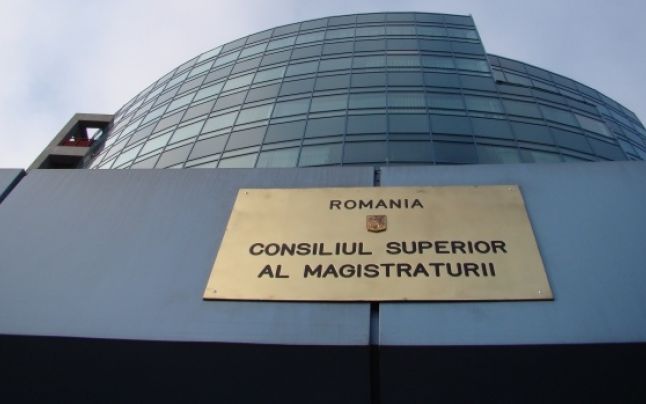 ROMANIA
CONSILIUL SUPERIOR
AL MAGISTRATURII